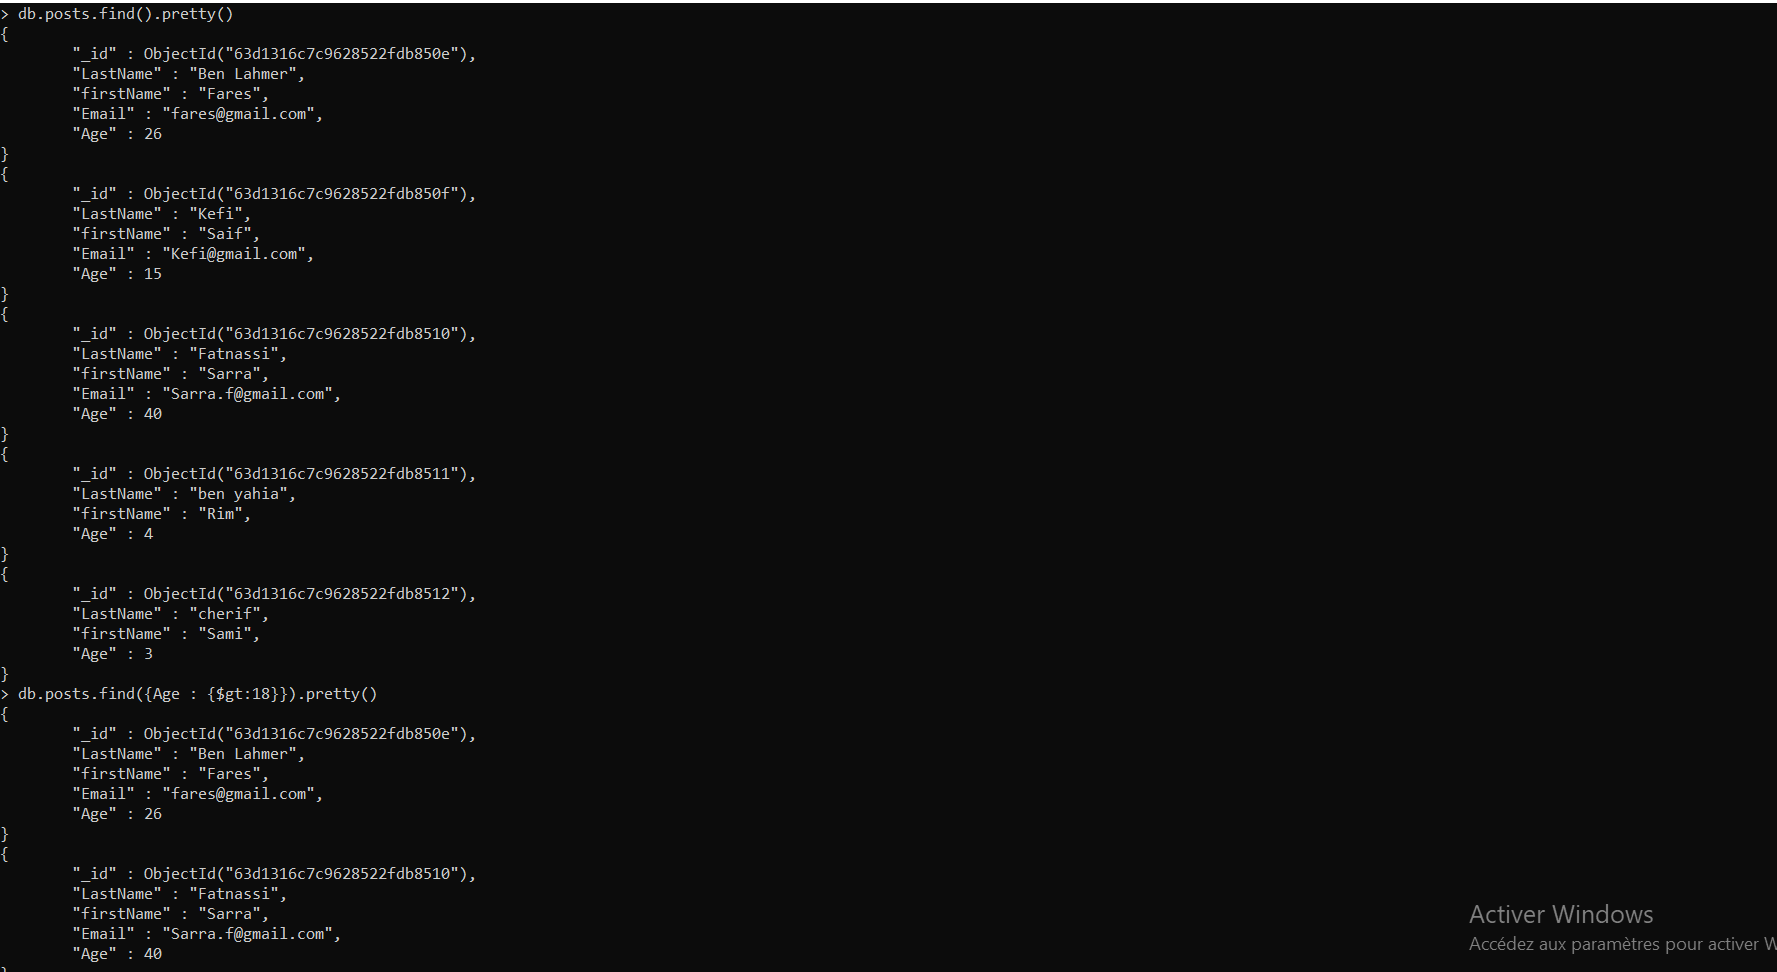 > db.posts.find().pretty()
{
        "_id" : ObjectId("63d1316c7c9628522fdb850e"),
        "LastName" : "Ben Lahmer",
        "firstName" : "Fares",
        "Email" : "fares@gmail.com",
        "Age" : 26
}
{
        "_id" : ObjectId("63d1316c7c9628522fdb850f"),
        "LastName" : "Kefi",
        "firstName" : "Saif",
        "Email" : "Kefi@gmail.com",
        "Age" : 15
}
{
        "_id" : ObjectId("63d1316c7c9628522fdb8510"),
        "LastName" : "Fatnassi",
        "firstName" : "Sarra",
        "Email" : "Sarra.f@gmail.com",
        "Age" : 40
}
{
        "_id" : ObjectId("63d1316c7c9628522fdb8511"),
        "LastName" : "ben yahia",
        "firstName" : "Rim",
        "Age" : 4
}
{
        "_id" : ObjectId("63d1316c7c9628522fdb8512"),
        "LastName" : "cherif",
        "firstName" : "Sami",
        "Age" : 3
}
> db.posts.find({Age : {$gt:18}}).pretty()
{
        "_id" : ObjectId("63d1316c7c9628522fdb850e"),
        "LastName" : "Ben Lahmer",
        "firstName" : "Fares",
        "Email" : "fares@gmail.com",
        "Age" : 26
}
{
        "_id" : ObjectId("63d1316c7c9628522fdb8510"),
        "LastName" : "Fatnassi",
        "firstName" : "Sarra",
        "Email" : "Sarra.f@gmail.com",
        "Age" : 40
Activer Windows
Accédez aux paramètres pour activer